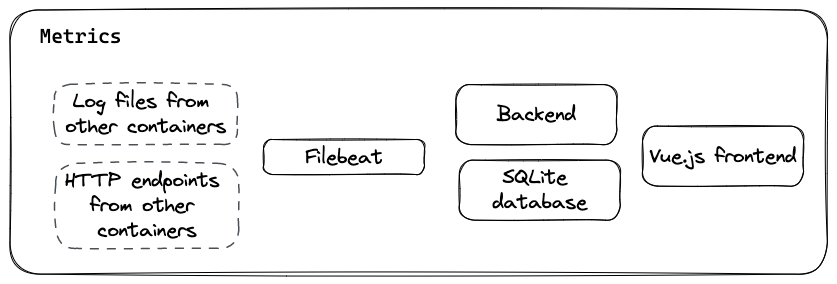 Metrics
Log files from
other containers
HTTP endpoints
from other
containers
Filebeat
Backend
SQLite
database
Vue.js frontend